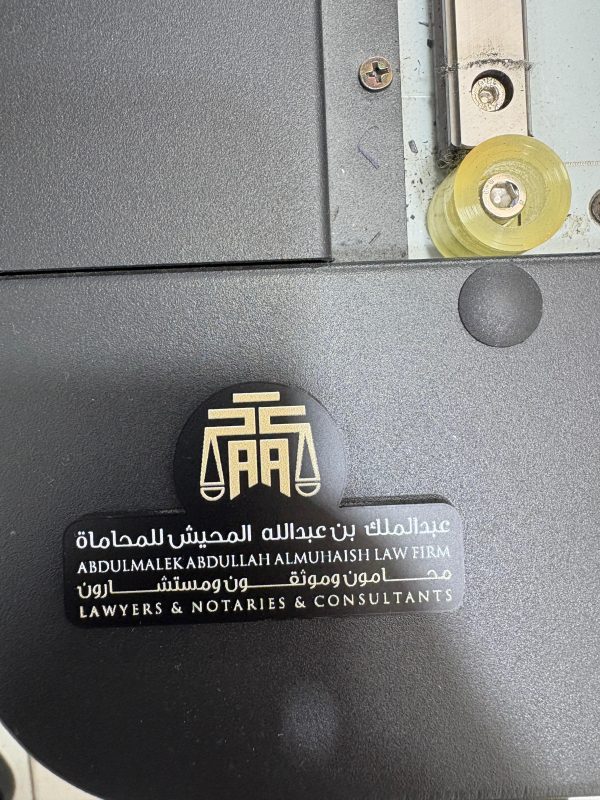 عبدالملك بن عبدالله المحيش للمحاماة
ABDULMALEK ABDULLAH ALMUHAISH LAW FIRM
محامون وموثقون ومستشارون
LAWYERS & NOTARIES & CONSULTANTS